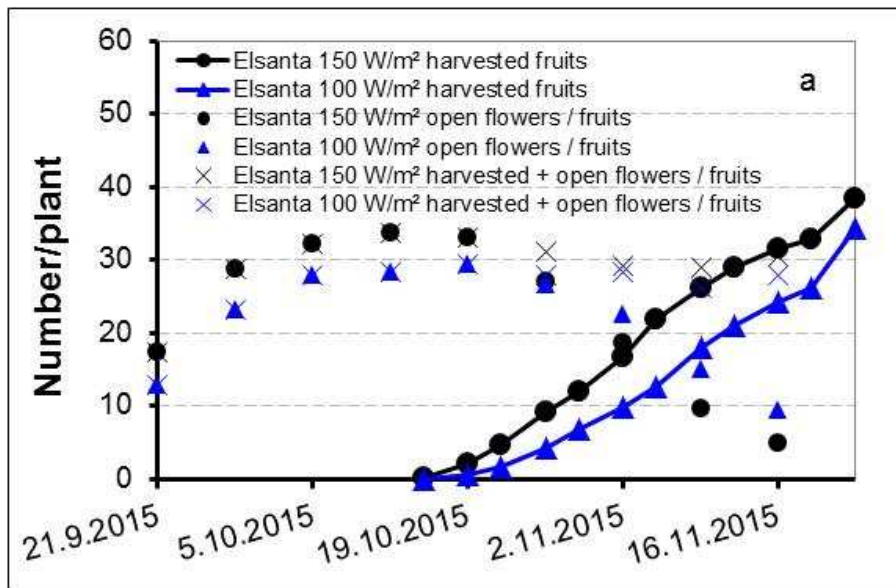 60
50
40
30
20
10
0
Number/plant
Elsanta 150 W/m² harvested fruits
Elsanta 100 W/m² harvested fruits
Elsanta 150 W/m² open flowers / fruits
Elsanta 100 W/m² open flowers / fruits
Elsanta 150 W/m² harvested + open flowers / fruits
Elsanta 100 W/m² harvested + open flowers / fruits
a
21.9.2015
5.10.2015
19.10.2015
2.11.2015
16.11.2015